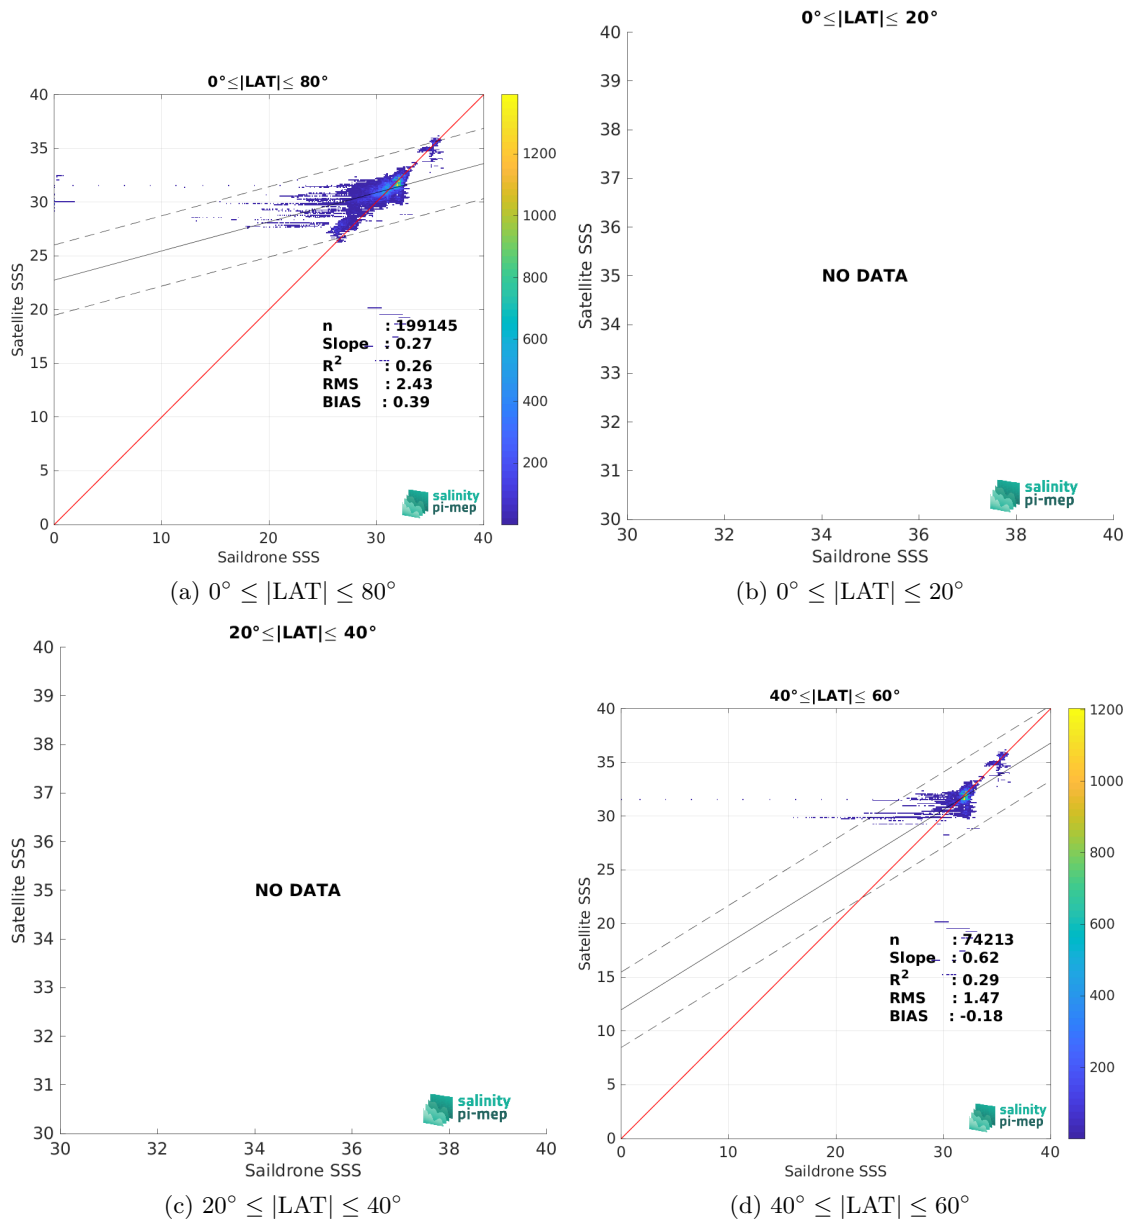 0°≤|LAT|≤ 80°
40
35
30
25
20
15
10
5
0
Satellite SSS
n : 199145
Slope : 0.27
R² : 0.26
RMS : 2.43
BIAS : 0.39
salinity
pi-mep
0 10 20 30 40
Saildrone SSS
1200
1000
800
600
400
200
(a) 0° ≤ |LAT| ≤ 80°
0°≤|LAT|≤ 20°
40
39
38
37
36
35
34
33
32
31
30
Satellite SSS
NO DATA
salinity
pi-mep
30 32 34 36 38 40
Saildrone SSS
(b) 0° ≤ |LAT| ≤ 20°
20°≤|LAT|≤ 40°
40
39
38
37
36
35
34
33
32
31
30
Satellite SSS
NO DATA
salinity
pi-mep
30 32 34 36 38 40
Saildrone SSS
(c) 20° ≤ |LAT| ≤ 40°
40°≤|LAT|≤ 60°
40
35
30
25
20
15
10
5
0
Satellite SSS
n : 74213
Slope : 0.62
R² : 0.29
RMS : 1.47
BIAS : -0.18
salinity
pi-mep
0 10 20 30 40
Saildrone SSS
1200
1000
800
600
400
200
(d) 40° ≤ |LAT| ≤ 60°